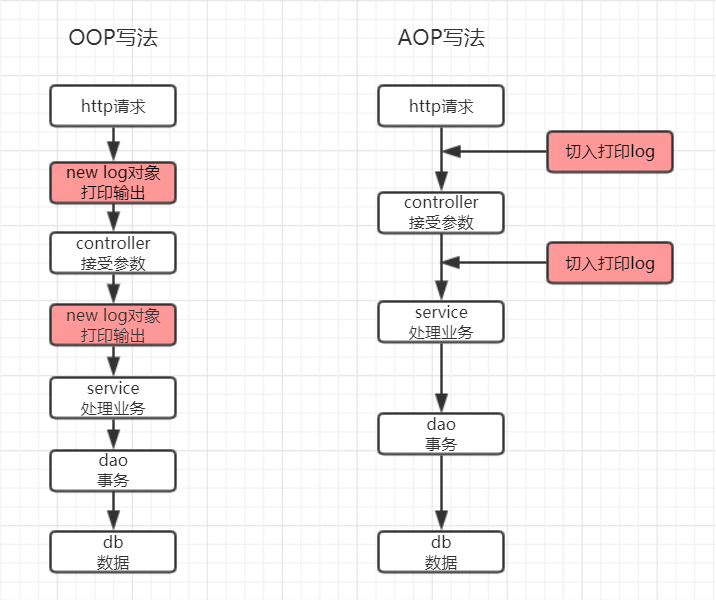 OOP写法
http请求
new log对象
打印输出
controller
接受参数
new log对象
打印输出
service
处理业务
dao
事务
db
数据
AOP写法
http请求
切入打印log
controller
接受参数
切入打印log
service
处理业务
dao
事务
db
数据